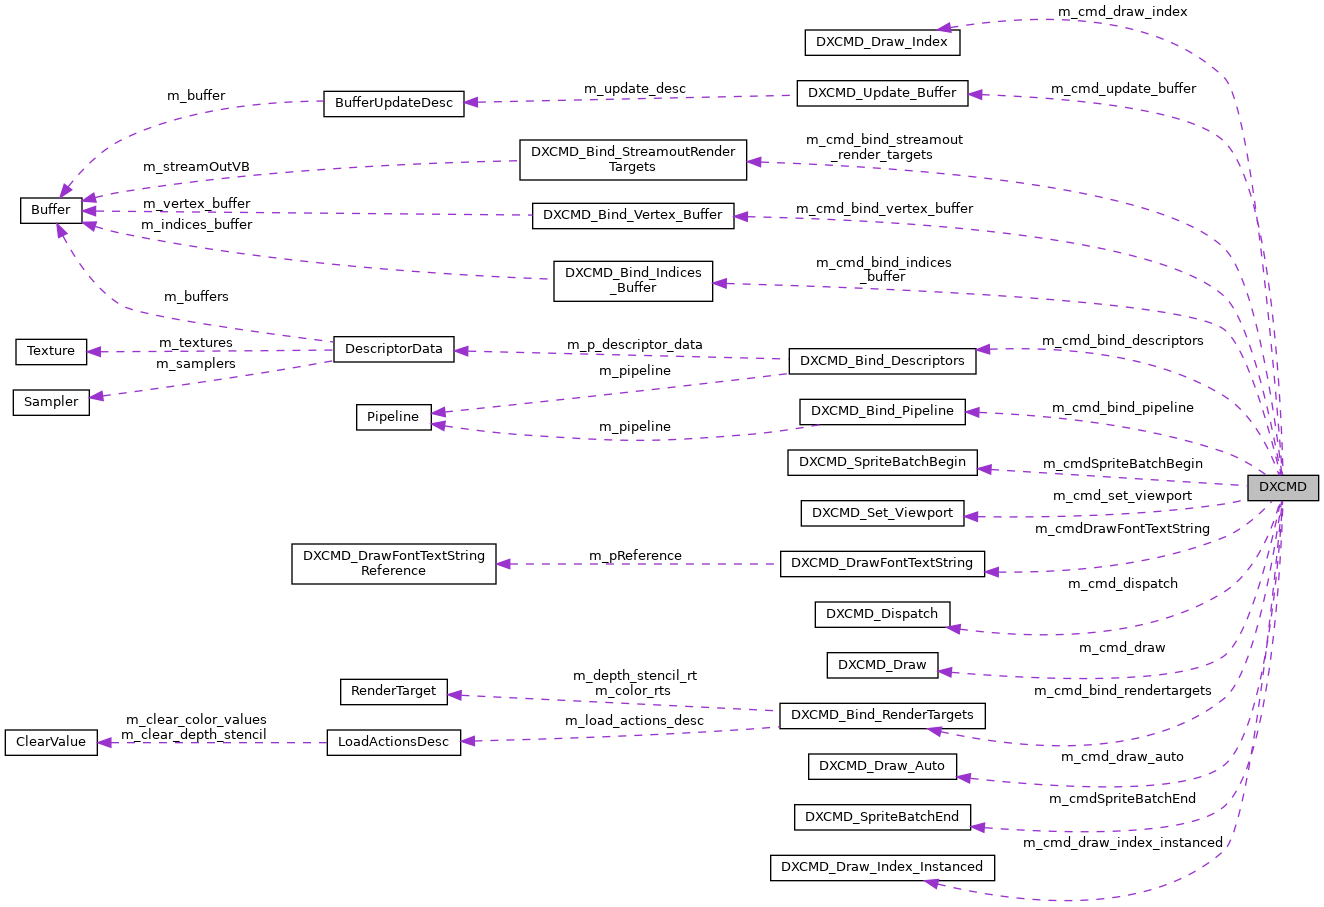 m_cmd_draw_index
DXCMD_Draw_Index
m_buffer
BufferUpdateDesc
m_update_desc
DXCMD_Update_Buffer
m_cmd_update_buffer
m_streamOutVB
DXCMD_Bind_StreamoutRender
Targets
m_cmd_bind_streamout
_render_targets
Buffer
m_vertex_buffer
DXCMD_Bind_Vertex_Buffer
m_cmd_bind_vertex_buffer
m_indices_buffer
DXCMD_Bind_Indices
_Buffer
m_cmd_bind_indices
_buffer
m_buffers
Texture
m_textures
DescriptorData
m_p_descriptor_data
DXCMD_Bind_Descriptors
m_cmd_bind_descriptors
m_samplers
Sampler
m_pipeline
Pipeline
m_pipeline
DXCMD_Bind_Pipeline
m_cmd_bind_pipeline
DXCMD_SpriteBatchBegin
m_cmdSpriteBatchBegin
DXCMD
DXCMD_Set_Viewport
m_cmd_set_viewport
m_cmdDrawFontTextString
DXCMD_DrawFontTextString
Reference
m_pReference
DXCMD_DrawFontTextString
m_cmd_dispatch
DXCMD_Dispatch
m_cmd_draw
DXCMD_Draw
RenderTarget
m_depth_stencil_rt
m_color_rts
m_cmd_bind_rendertargets
DXCMD_Bind_RenderTargets
m_load_actions_desc
ClearValue
m_clear_color_values
m_clear_depth_stencil
LoadActionsDesc
m_cmd_draw_auto
DXCMD_Draw_Auto
m_cmdSpriteBatchEnd
DXCMD_SpriteBatchEnd
m_cmd_draw_index_instanced
DXCMD_Draw_Index_Instanced